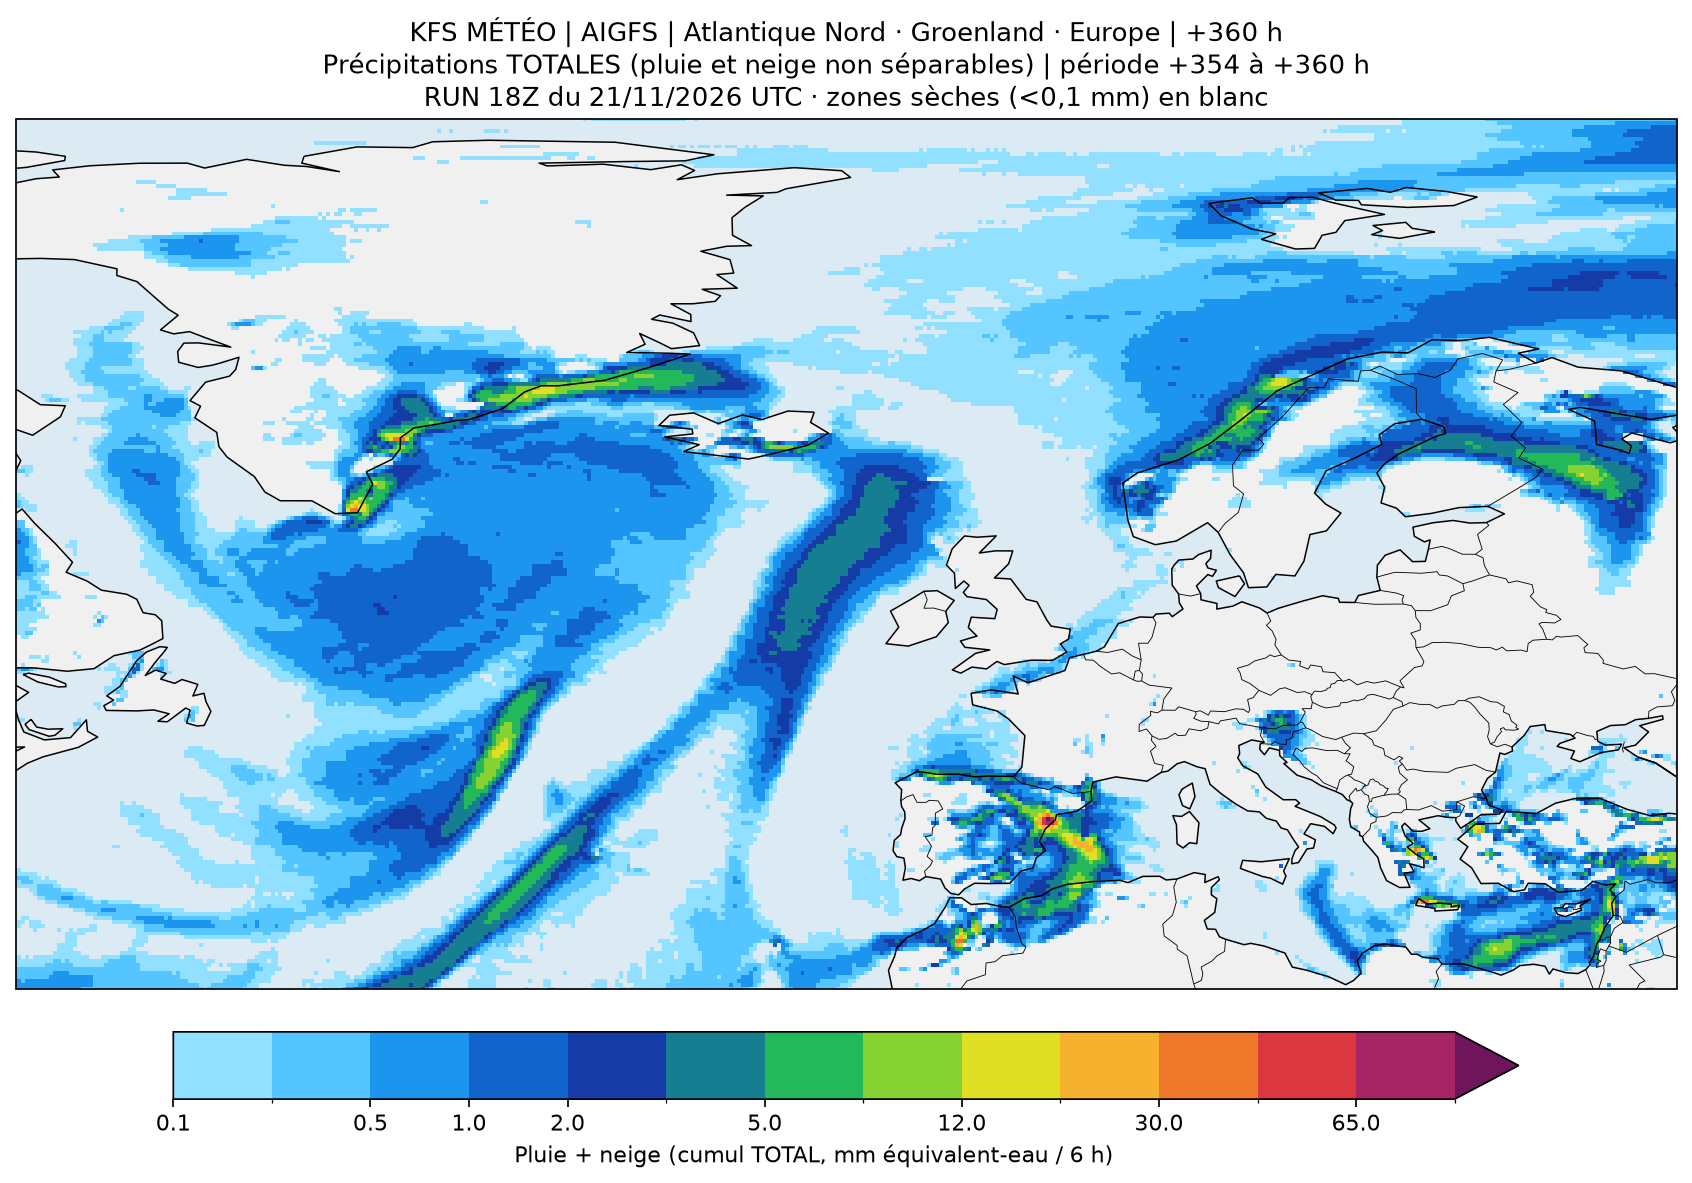 KFS MÉTÉO | AIGFS | Atlantique Nord · Groenland · Europe | +360 h
Précipitations TOTALES (pluie et neige non séparables) | période +354 à +360 h
RUN 18Z du 21/11/2026 UTC · zones sèches (<0,1 mm) en blanc
0.1 0.5 1.0 2.0 5.0 12.0 30.0 65.0
Pluie + neige (cumul TOTAL, mm équivalent-eau / 6 h)